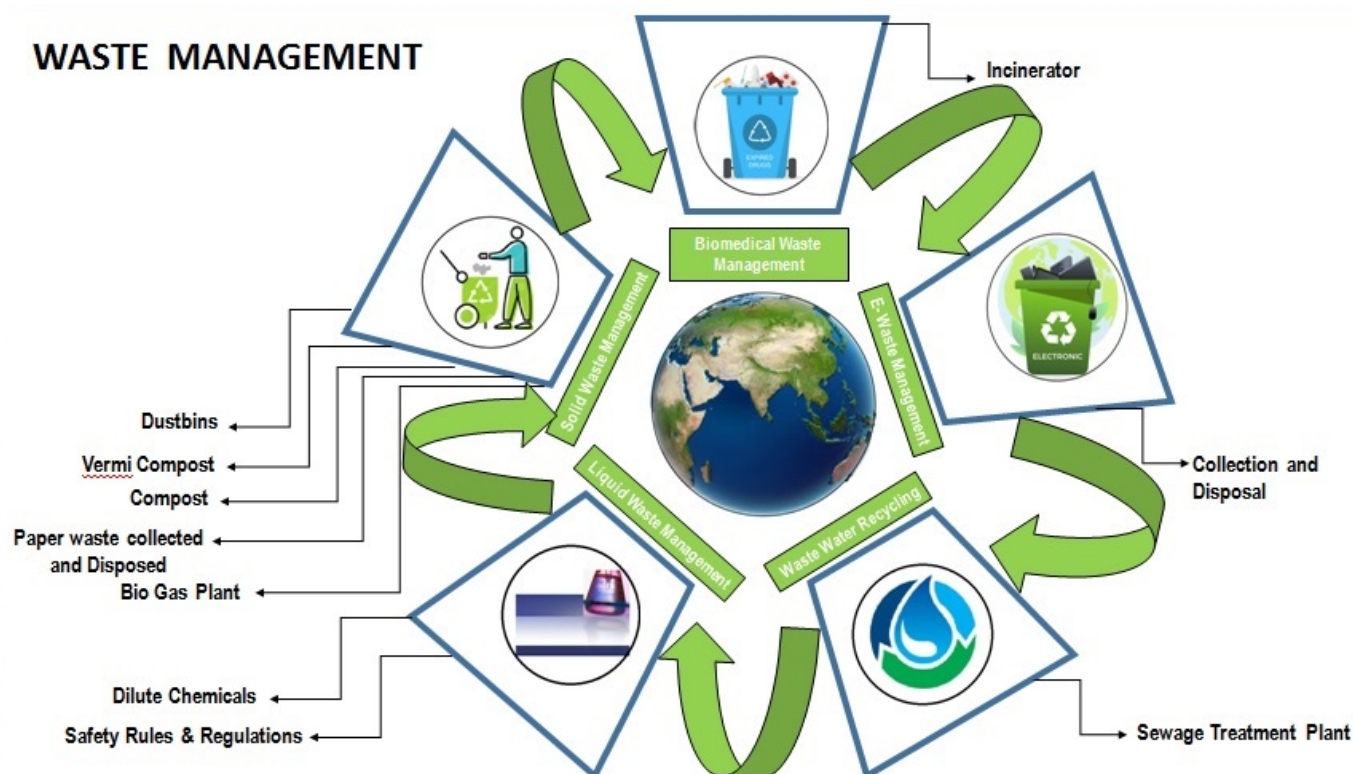 WASTE MANAGEMENT
Incinerator
EXPIRED
DRUGS
Biomedical Waste
Management
Solid Waste Management
E- Waste Management
ELECTRONIC
Dustbins
Vermi Compost
Compost
Paper waste collected
and Disposed
Bio Gas Plant
Collection and
Disposal
Liquid Waste Management
Waste Water Recycling
Dilute Chemicals
Safety Rules & Regulations
Sewage Treatment Plant